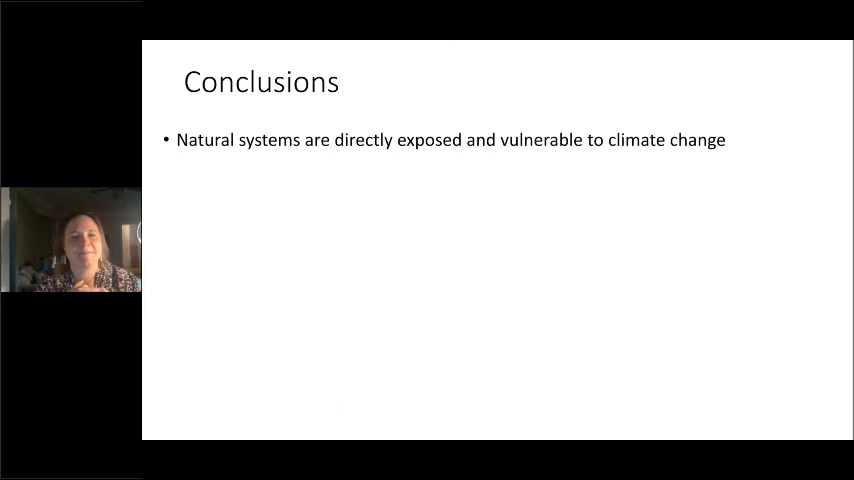 Conclusions
• Natural systems are directly exposed and vulnerable to climate change